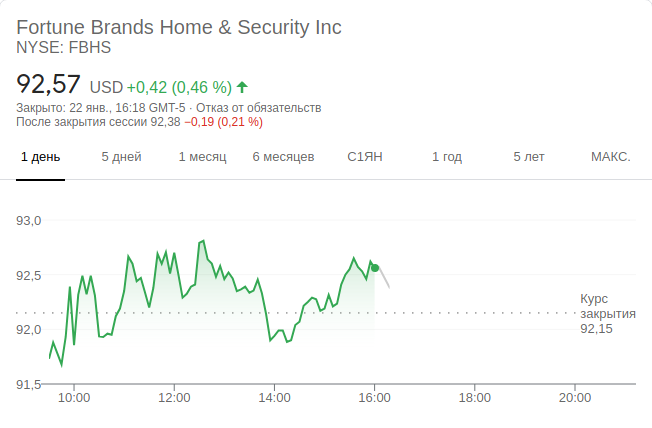 Fortune Brands Home & Security Inc
NYSE: FBHS
92,57 USD +0,42 (0,46 %)
Закрыто: 22 янв., 16:18 GMT-5 · Отказ от обязательств
После закрытия сессии 92,38 −0,19 (0,21 %)
1 день 5 дней 1 месяц 6 месяцев С1ЯН 1 год 5 лет МАКС.
93,0
92,5
Курс
закрытия
92,15
92,0
91,5
10:00 12:00 14:00 16:00 18:00 20:00